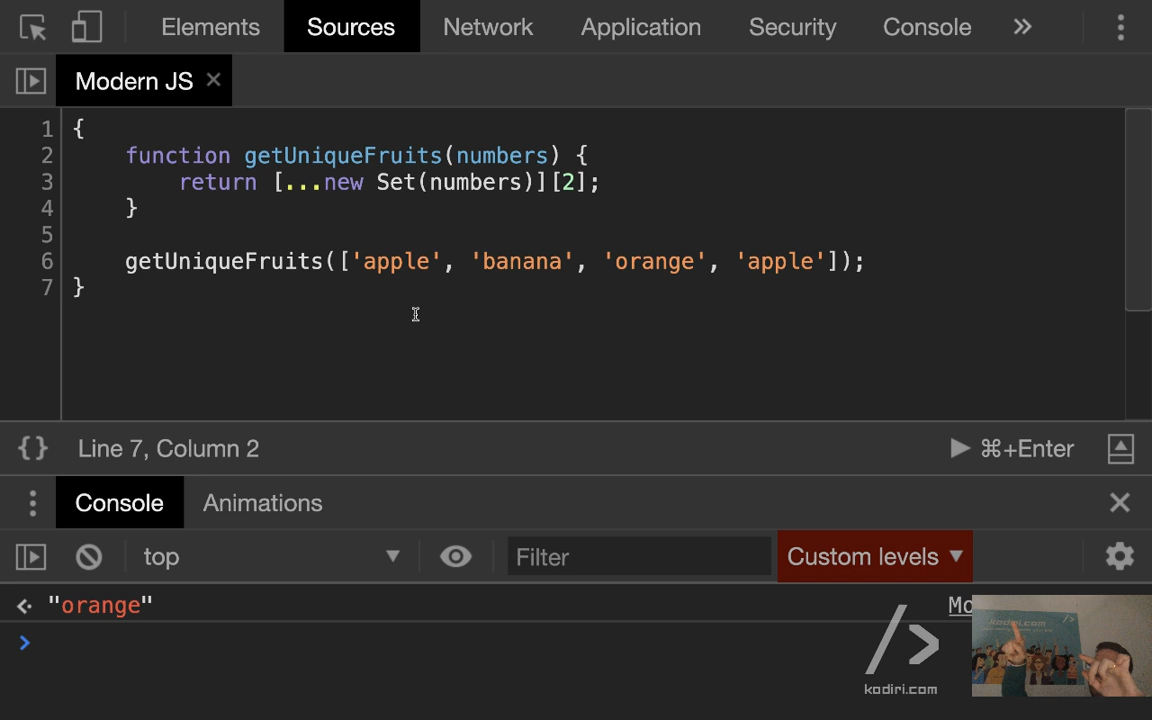 Elements Sources Network Application Security Console »
Modern JS ×
1 {
2     function getUniqueFruits(numbers) {
3         return [...new Set(numbers)][2];
4     }
5
6     getUniqueFruits(['apple', 'banana', 'orange', 'apple']);
7 }
{} Line 7, Column 2 ⌘+Enter
Console Animations
top Filter Custom levels
"orange"
/>
kodiri.com
kodiri.com />